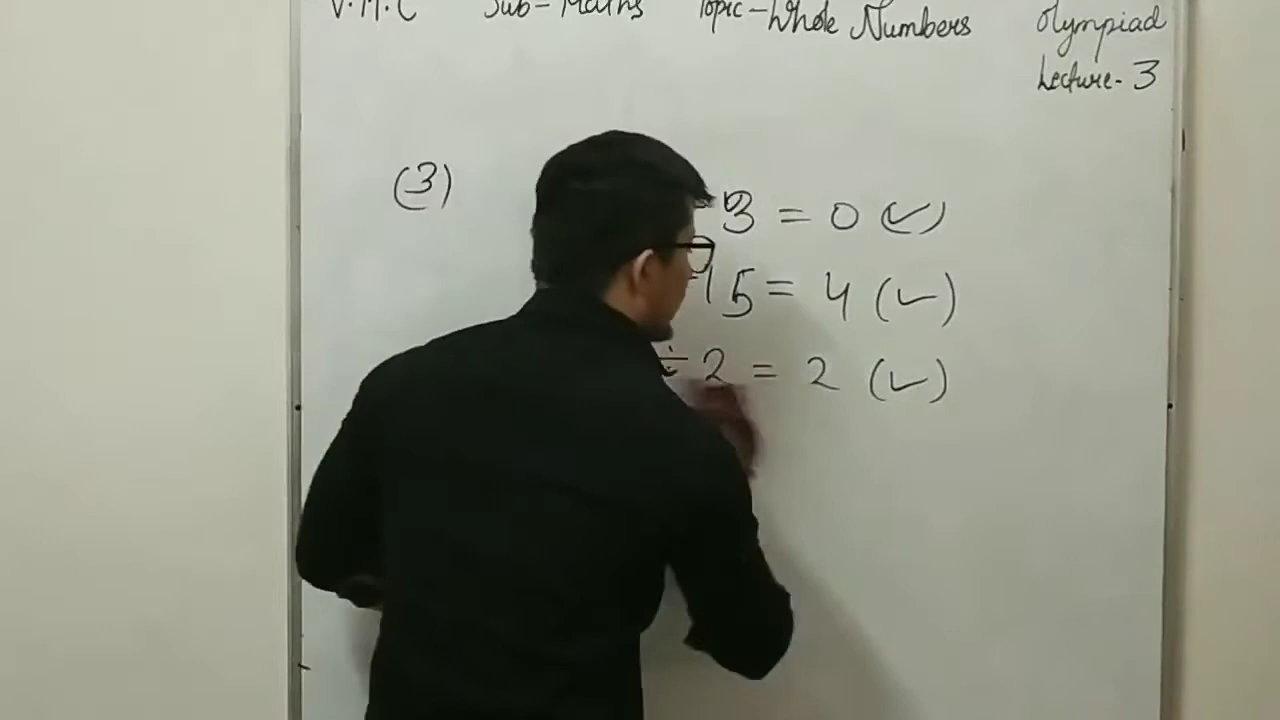 V.M.C Sub-Maths Topic-Whole Numbers Olympiad
Lecture-3
(3) 3 = 0 (✓)
15 = 4 (✓)
÷ 2 = 2 (✓)